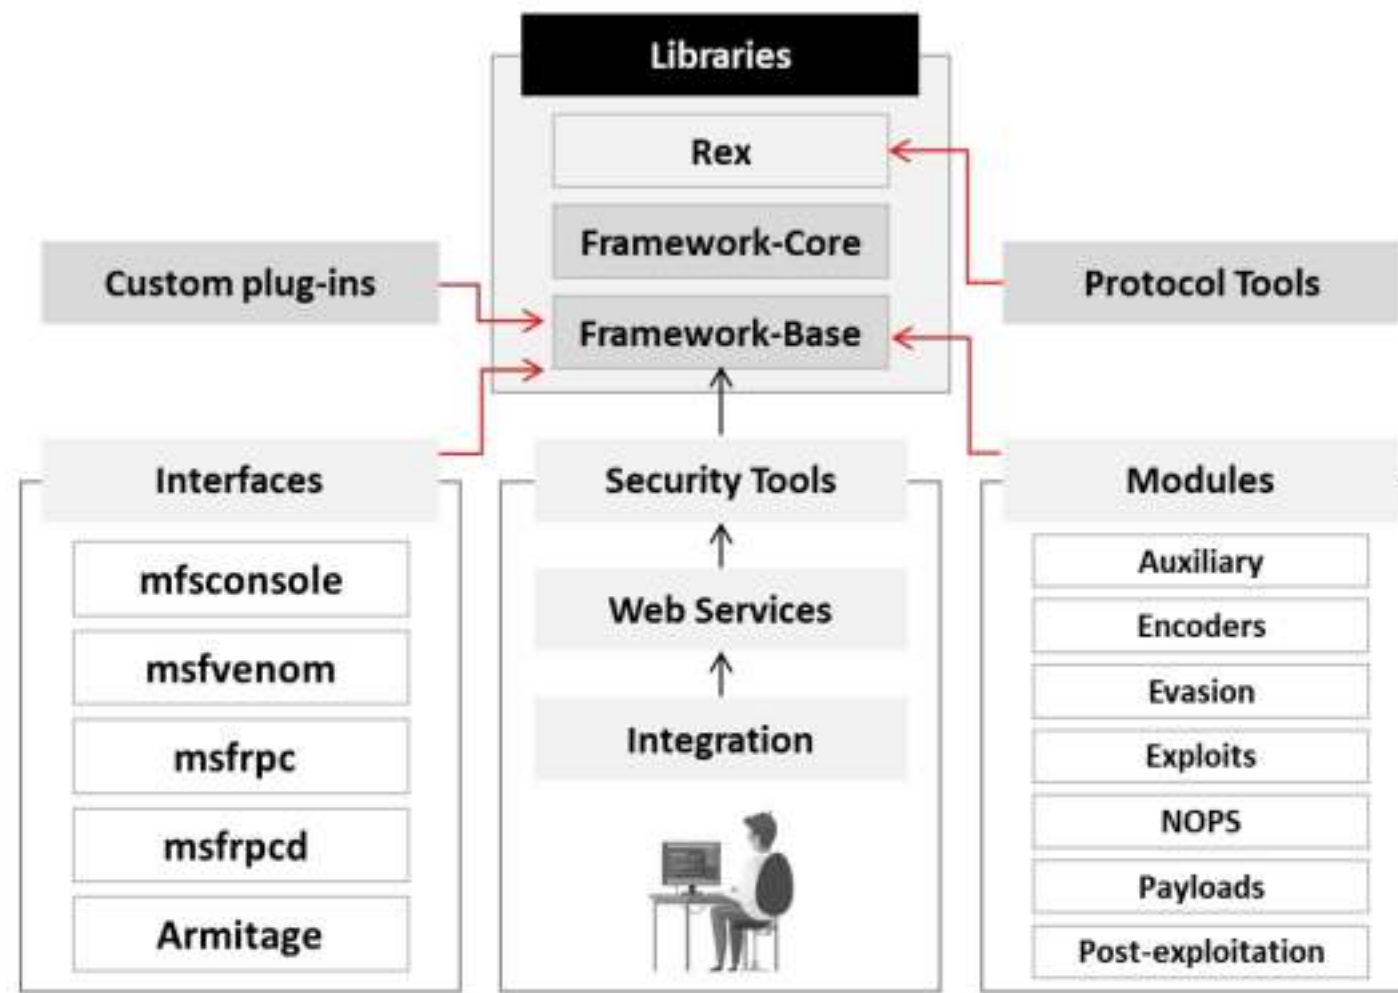 Libraries
Rex
Framework-Core
Framework-Base
Custom plug-ins
Protocol Tools
Interfaces
mfsconsole
msfvenom
msfrpc
msfrpcd
Armitage
Security Tools
Web Services
Integration
Modules
Auxiliary
Encoders
Evasion
Exploits
NOPS
Payloads
Post-exploitation